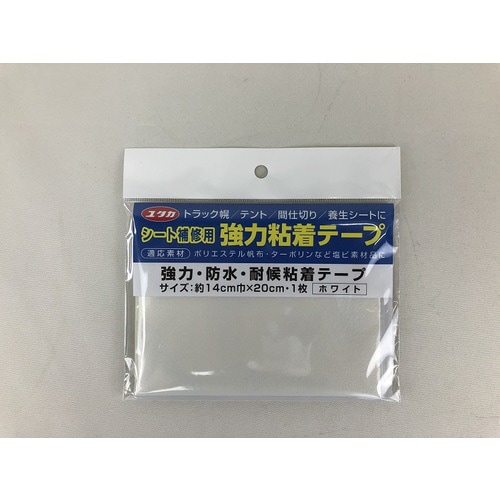 ユタカ トラック幌／テント／間仕切り／養生シートに
シート補修用 強力粘着テープ
適応素材 ポリエステル帆布・ターポリンなど塩ビ素材品に
強力・防水・耐候粘着テープ
サイズ：約14cm巾×20cm・1枚 ホワイト